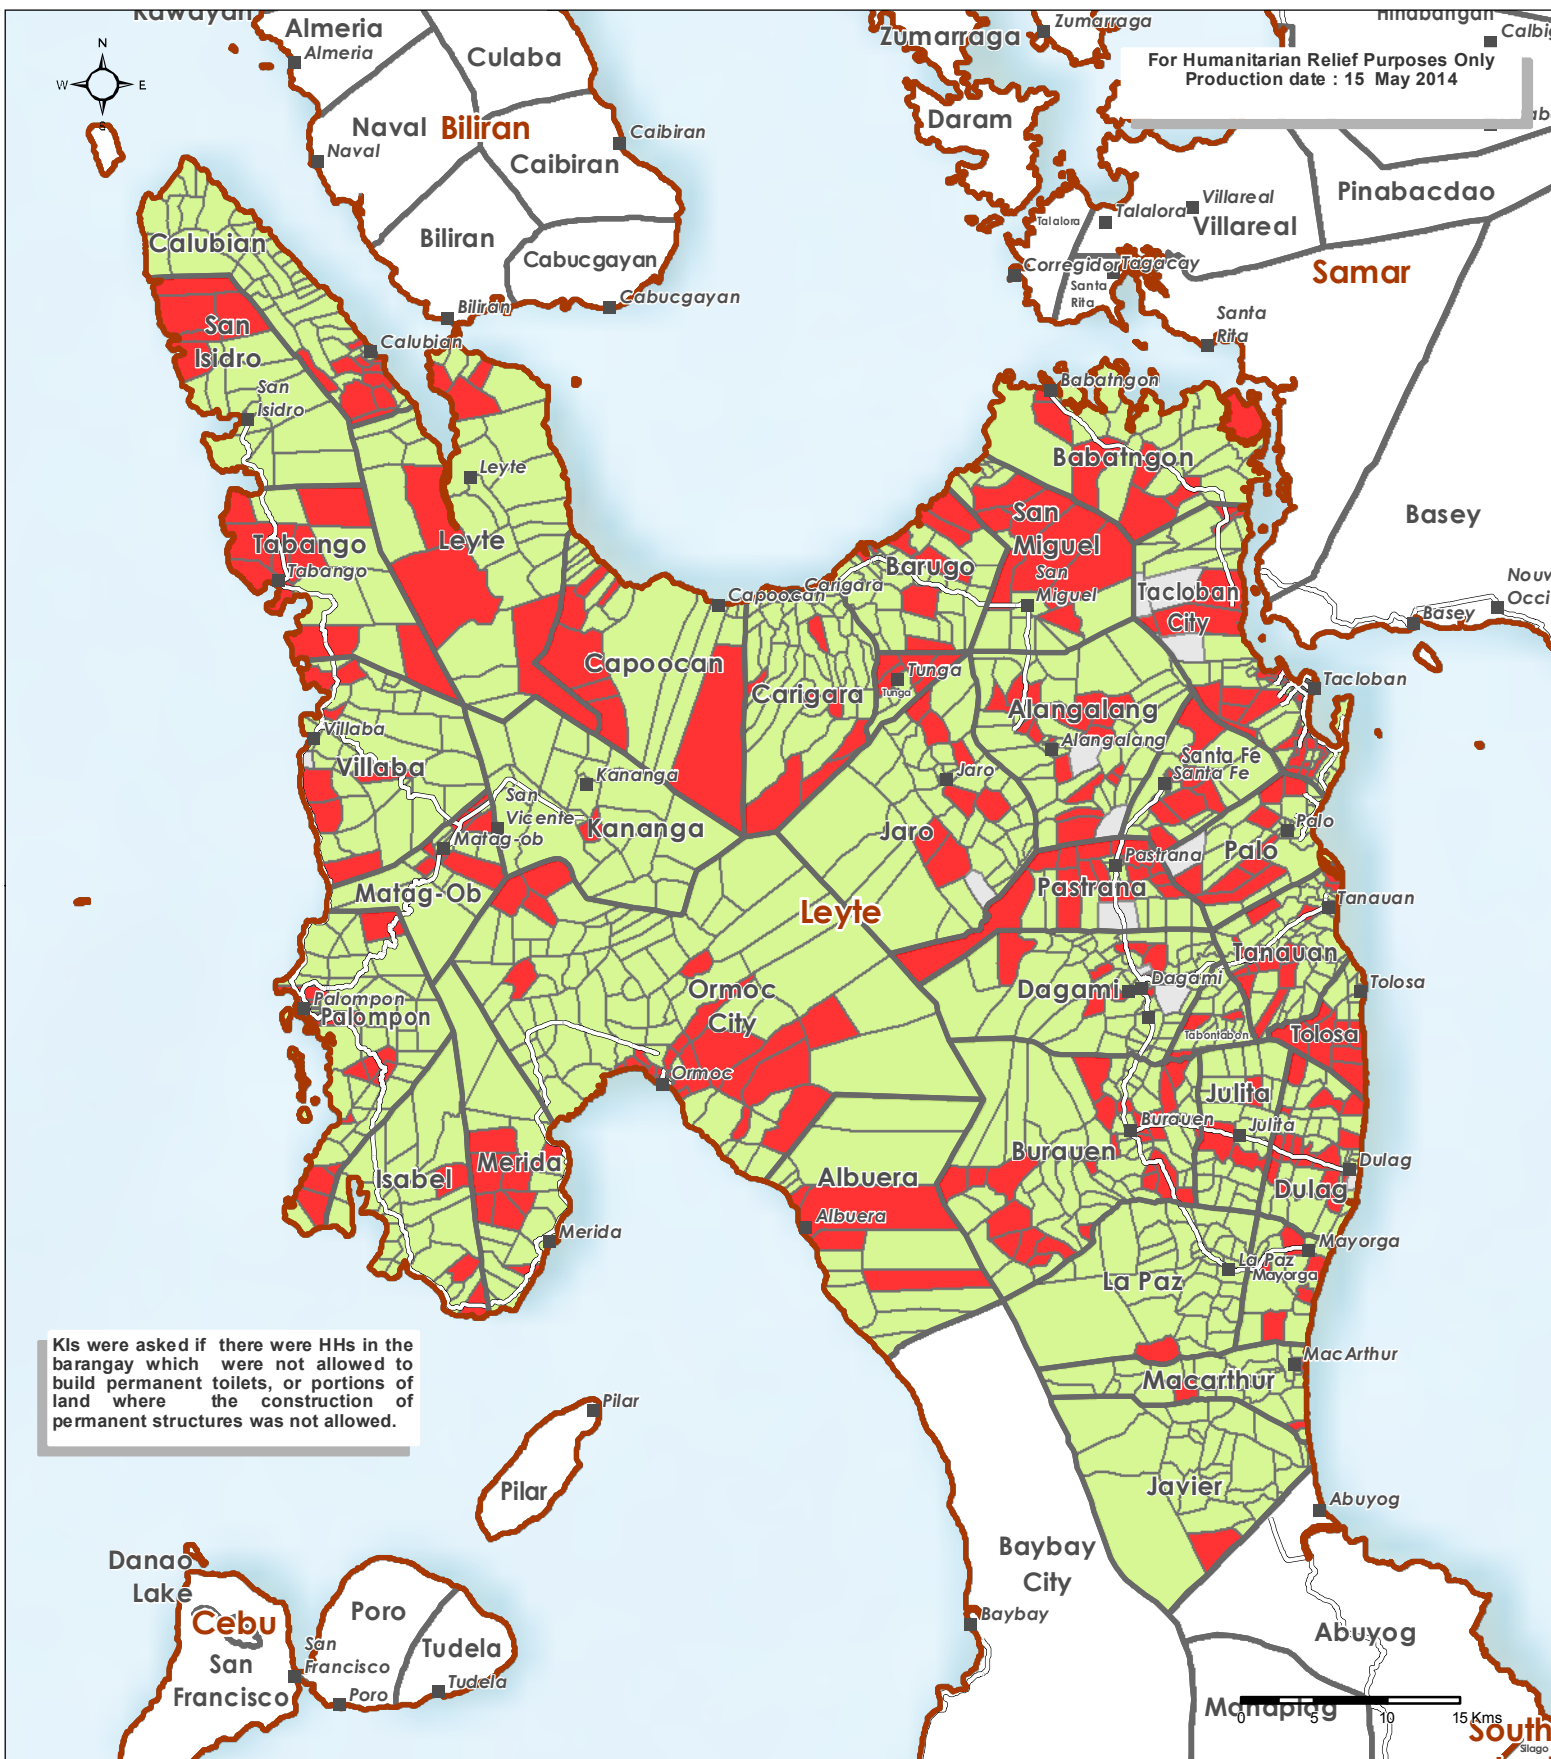 Kawayan
Almeria
Almeria
Culaba
Zumarraga
Zumarraga
Hinabangan
N
W
E
S
For Humanitarian Relief Purposes Only
Production date : 15 May 2014
Daram
Naval
Biliran
Caibiran
Naval
Caibiran
Biliran
Cabucgayan
Biliran
Cabucgayan
Talalora
Talalora
Villareal
Villareal
Pinabacdao
Corregidor
Tagacay
Santa
Rita
Samar
Santa
Rita
Calubian
San
Isidro
Calubian
San
Isidro
Babatngon
Babatngon
Leyte
Leyte
San
Miguel
San
Miguel
Basey
Tabango
Tabango
Barugo
Capoocan
Carigara
Tacloban
City
Basey
Capoocan
Carigara
Tunga
Tunga
Tacloban
Alangalang
Alangalang
Villaba
Villaba
Kananga
Kananga
San
Vicente
Jaro
Jaro
Santa Fe
Santa Fe
Matag-ob
Matag-Ob
Palo
Palo
Pastrana
Pastrana
Leyte
Tanauan
Tanauan
Palompon
Palompon
Ormoc
City
Ormoc
Dagami
Dagami
Tolosa
Tolosa
Tabontabon
Julita
Julita
Burauen
Burauen
Dulag
Dulag
Merida
Merida
Isabel
Albuera
Albuera
Mayorga
Mayorga
La Paz
La Paz
MacArthur
Macarthur
KIs were asked if there were HHs in the
barangay which were not allowed to
build permanent toilets, or portions of
land where the construction of
permanent structures was not allowed.
Pilar
Pilar
Javier
Abuyog
Abuyog
Baybay
City
Baybay
Danao
Lake
Cebu
San
Francisco
San
Francisco
Poro
Poro
Tudela
Tudela
Mahaplag
0 5 10 15 Kms
South
Silago